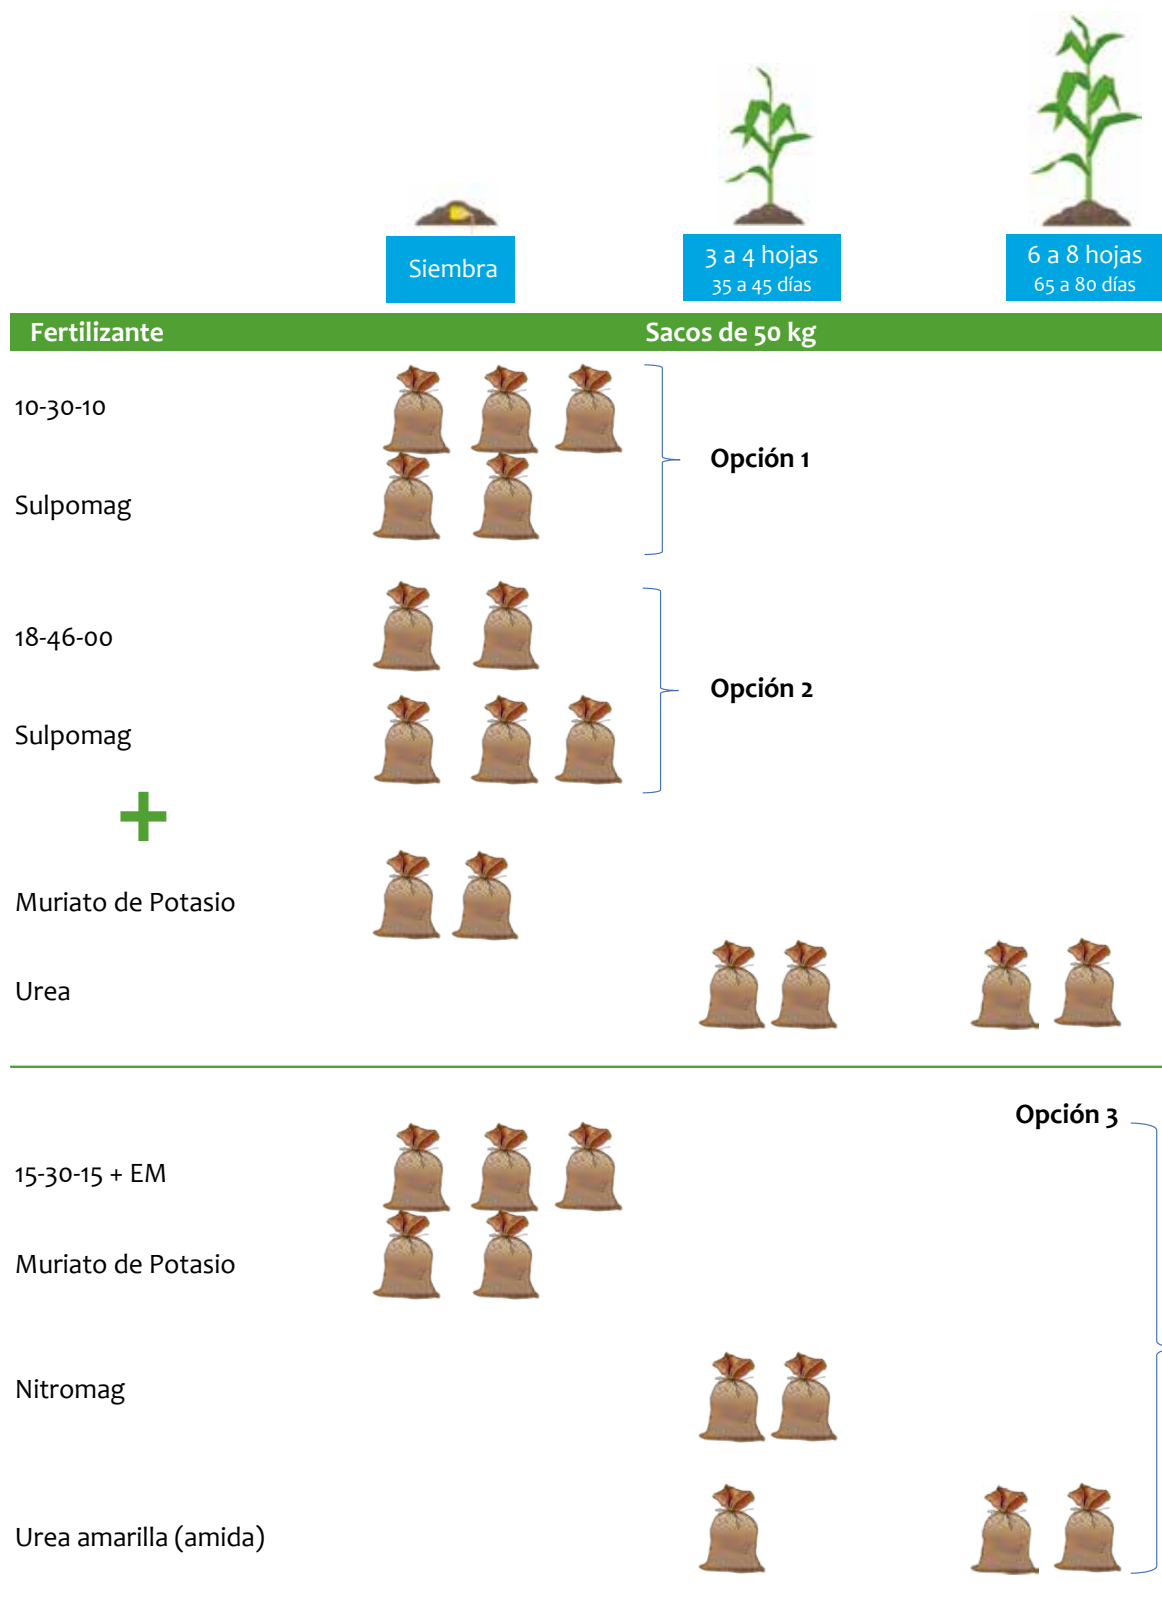 Siembra
3 a 4 hojas
35 a 45 días
6 a 8 hojas
65 a 80 días
Fertilizante
Sacos de 50 kg
10-30-10
Opción 1
Sulpomag
18-46-00
Opción 2
Sulpomag
+
Muriato de Potasio
Urea
Opción 3
15-30-15 + EM
Muriato de Potasio
Nitromag
Urea amarilla (amida)